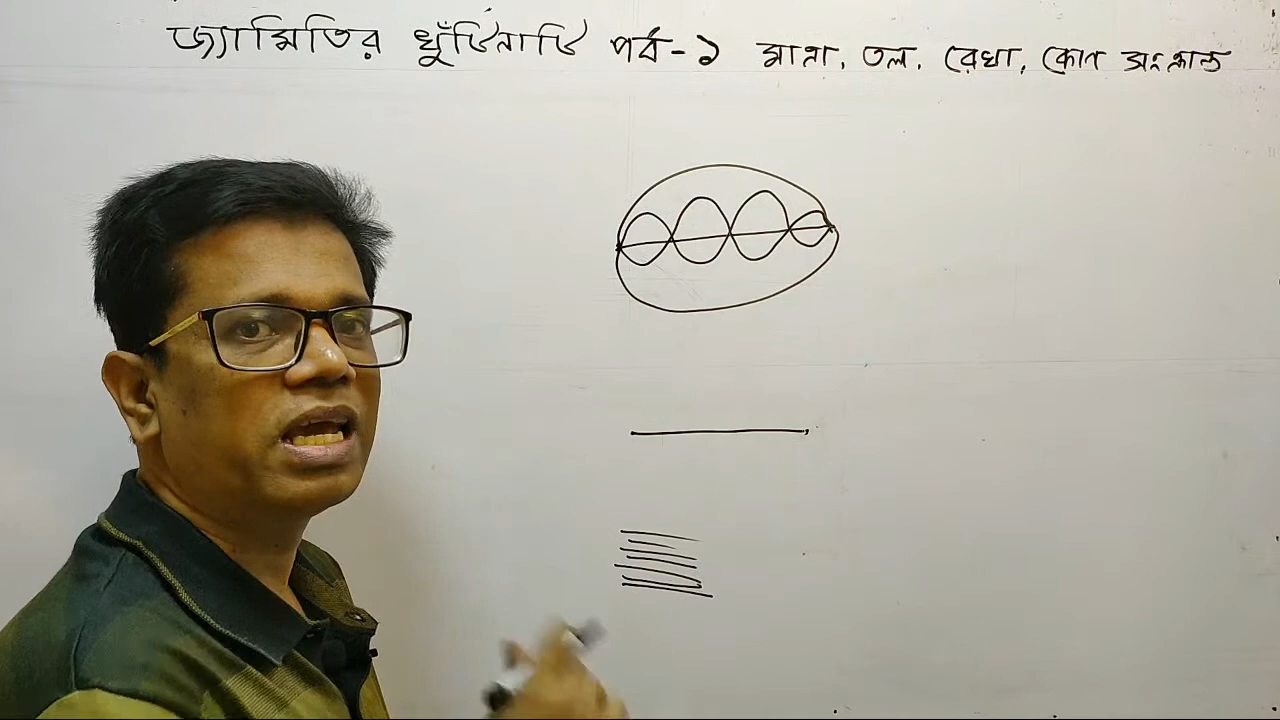 জ্যামিতির খুঁটিনাটি পর্ব-১ মাত্রা, তল, রেখা, কোণ সংক্রান্ত